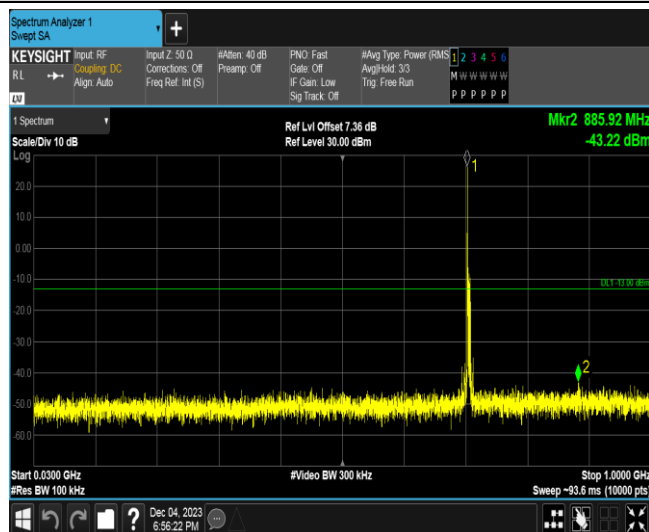 Spectrum Analyzer 1
Swept SA
+
KEYSIGHT
RL
LXI
Input: RF
Coupling: DC
Align: Auto
Input Z: 50 Ω
Corrections: Off
Freq Ref: Int (S)
#Atten: 40 dB
Preamp: Off
PNO: Fast
Gate: Off
IF Gain: Low
Sig Track: Off
#Avg Type: Power (RMS
Avg|Hold: 3/3
Trig: Free Run
1 2 3 4 5 6
M W W W W W
P P P P P P
1 Spectrum
Scale/Div 10 dB
Ref Lvl Offset 7.36 dB
Ref Level 30.00 dBm
Mkr2 885.92 MHz
-43.22 dBm
Log
1
20.0
10.0
0.00
-10.0
DL1 -13.00 dBm
-20.0
-30.0
-40.0
2
-50.0
-60.0
Start 0.0300 GHz
#Res BW 100 kHz
#Video BW 300 kHz
Stop 1.0000 GHz
Sweep ~93.6 ms (10000 pts)
?
Dec 04, 2023
6:56:22 PM